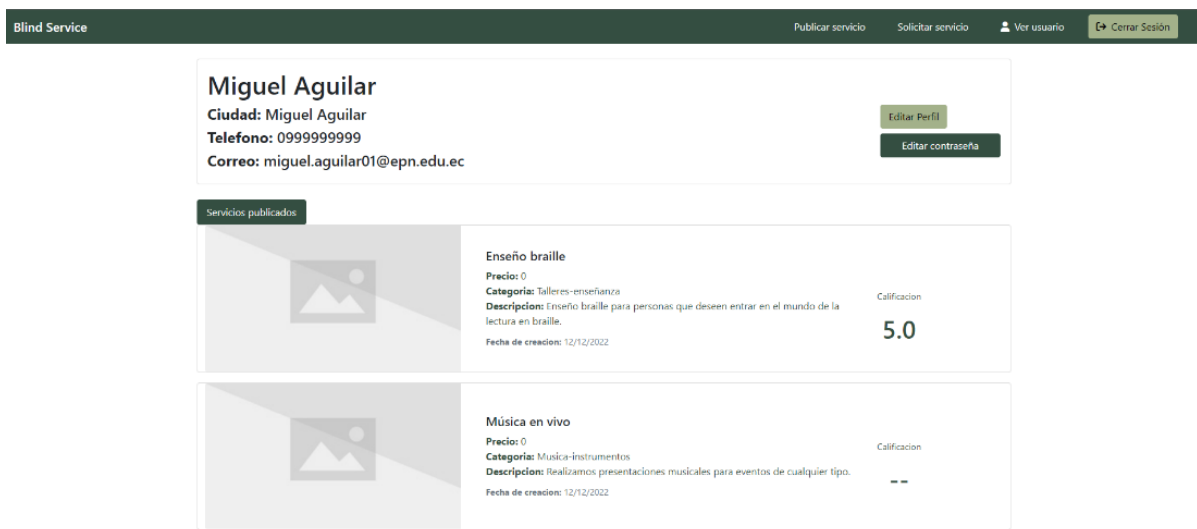 Blind Service
Publicar servicio
Solicitar servicio
Ver usuario
Cerrar Sesión
Miguel Aguilar
Ciudad: Miguel Aguilar
Telefono: 0999999999
Correo: miguel.aguilar01@epn.edu.ec
Editar Perfil
Editar contraseña
Servicios publicados
Enseño braille
Precio: 0
Categoria: Talleres-enseñanza
Descripcion: Enseño braille para personas que deseen entrar en el mundo de la
lectura en braille.
Fecha de creacion: 12/12/2022
Calificacion
5.0
Música en vivo
Precio: 0
Categoria: Musica-instrumentos
Descripcion: Realizamos presentaciones musicales para eventos de cualquier tipo.
Fecha de creacion: 12/12/2022
Calificacion
--